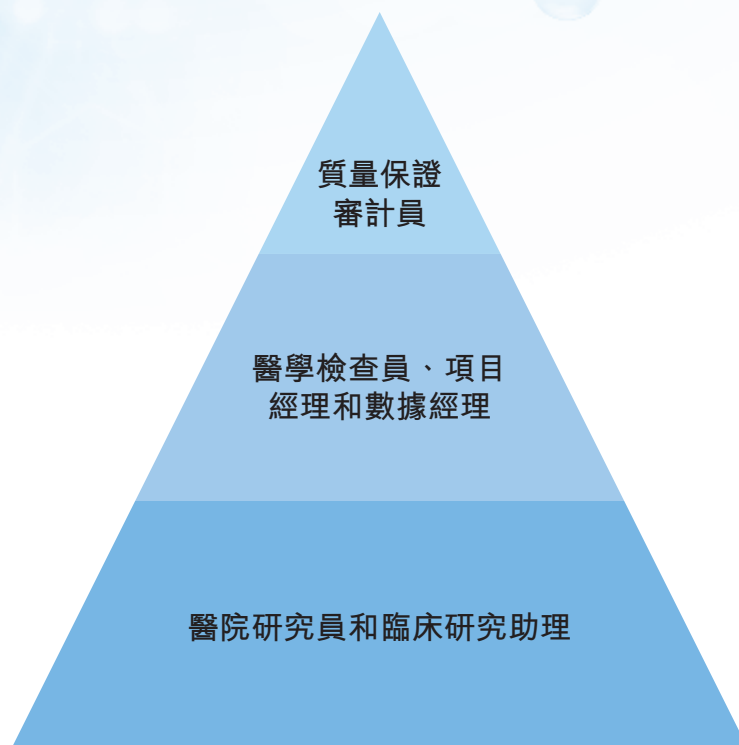 質量保證
審計員
醫學檢查員、項目
經理和數據經理
醫院研究員和臨床研究助理